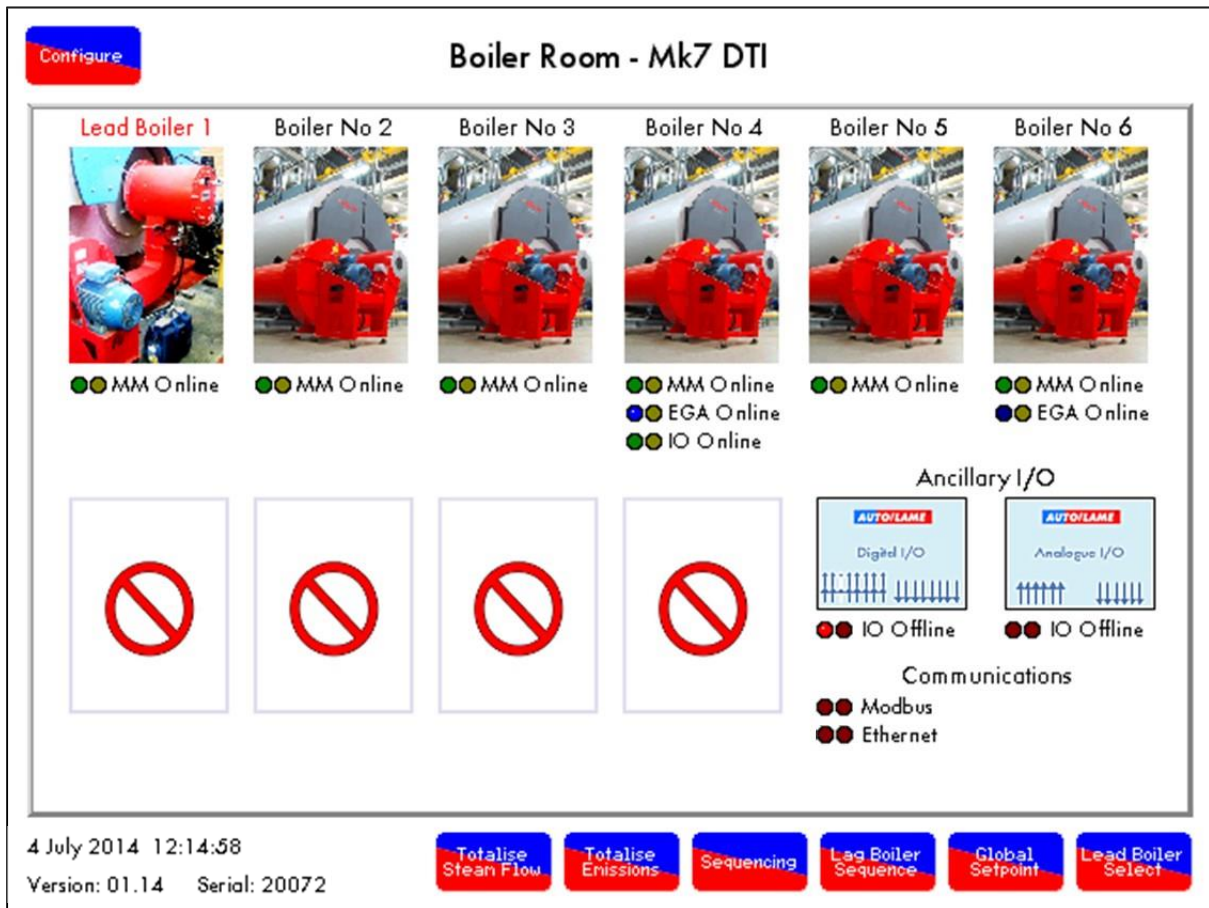 Configure
Boiler Room - Mk7 DTI
Lead Boiler 1
Boiler No 2
Boiler No 3
Boiler No 4
Boiler No 5
Boiler No 6
MM Online
MM Online
MM Online
MM Online
EGA Online
IO Online
MM Online
MM Online
EGA Online
Ancillary I/O
AUTOFLAME
Digital I/O
IO Offline
AUTOFLAME
Analogue I/O
IO Offline
Communications
Modbus
Ethernet
4 July 2014 12:14:58
Version: 01.14 Serial: 20072
Totalise
Steam Flow
Totalise
Emissions
Sequencing
Lag Boiler
Sequence
Global
Setpoint
Lead Boiler
Select